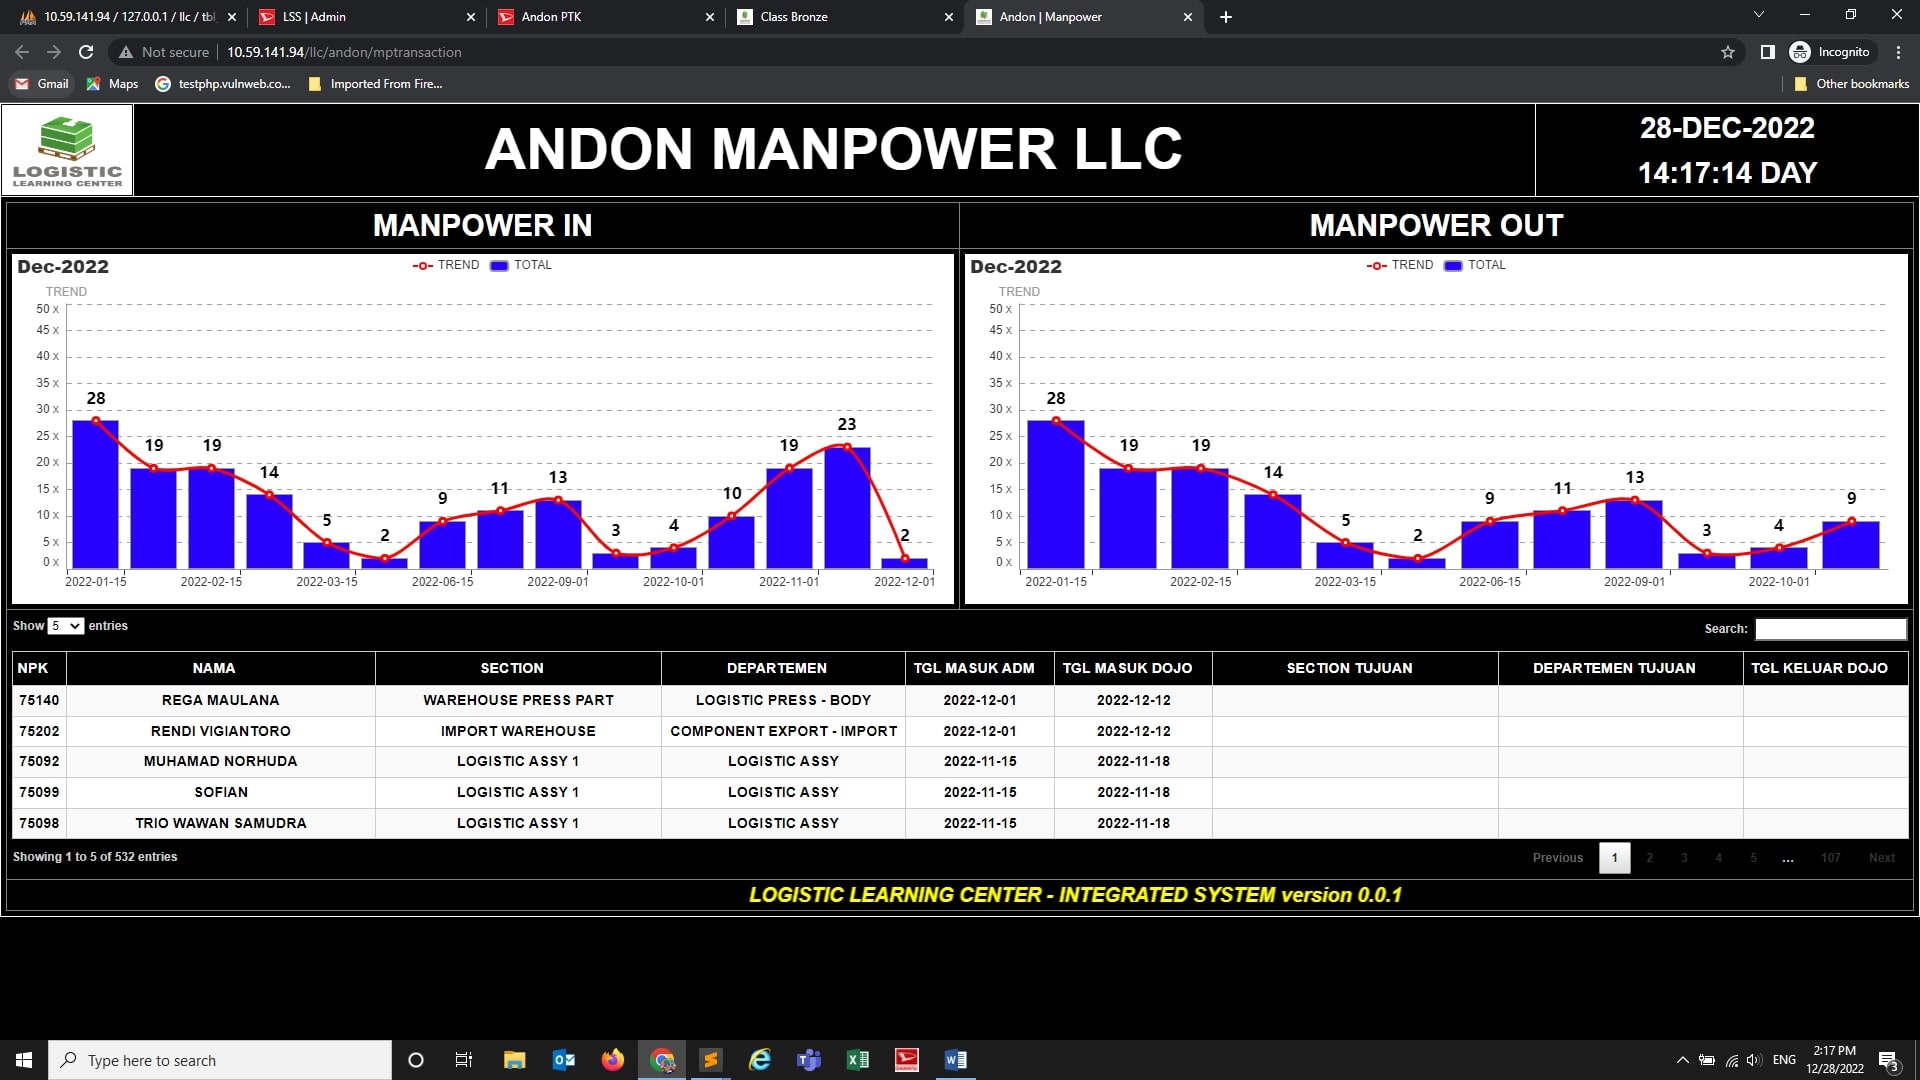 10.59.141.94 / 127.0.0.1 / llc / tbl_
LSS | Admin
Andon PTK
Class Bronze
Andon | Manpower
Not secure
10.59.141.94/llc/andon/mptransaction
Incognito
Gmail
Maps
testphp.vulnweb.co...
Imported From Fire...
Other bookmarks
LOGISTIC
LEARNING CENTER
ANDON MANPOWER LLC
28-DEC-2022
14:17:14 DAY
MANPOWER IN
MANPOWER OUT
Dec-2022
TREND TOTAL
TREND
50 x
45 x
40 x
35 x
30 x
25 x
20 x
15 x
10 x
5 x
0 x
28 19 19 14 5 2 9 11 13 3 4 10 19 23 2
2022-01-15 2022-02-15 2022-03-15 2022-06-15 2022-09-01 2022-10-01 2022-11-01 2022-12-01
Dec-2022
TREND TOTAL
TREND
50 x
45 x
40 x
35 x
30 x
25 x
20 x
15 x
10 x
5 x
0 x
28 19 19 14 5 2 9 11 13 3 4 9
2022-01-15 2022-02-15 2022-03-15 2022-06-15 2022-09-01 2022-10-01
Show 5 entries
Search:
NPK NAMA SECTION DEPARTEMEN TGL MASUK ADM TGL MASUK DOJO SECTION TUJUAN DEPARTEMEN TUJUAN TGL KELUAR DOJO
75140 REGA MAULANA WAREHOUSE PRESS PART LOGISTIC PRESS - BODY 2022-12-01 2022-12-12
75202 RENDI VIGIANTORO IMPORT WAREHOUSE COMPONENT EXPORT - IMPORT 2022-12-01 2022-12-12
75092 MUHAMAD NORHUDA LOGISTIC ASSY 1 LOGISTIC ASSY 2022-11-15 2022-11-18
75099 SOFIAN LOGISTIC ASSY 1 LOGISTIC ASSY 2022-11-15 2022-11-18
75098 TRIO WAWAN SAMUDRA LOGISTIC ASSY 1 LOGISTIC ASSY 2022-11-15 2022-11-18
Showing 1 to 5 of 532 entries
Previous 1 2 3 4 5 ... 107 Next
LOGISTIC LEARNING CENTER - INTEGRATED SYSTEM version 0.0.1
Type here to search
ENG
2:17 PM
12/28/2022
3